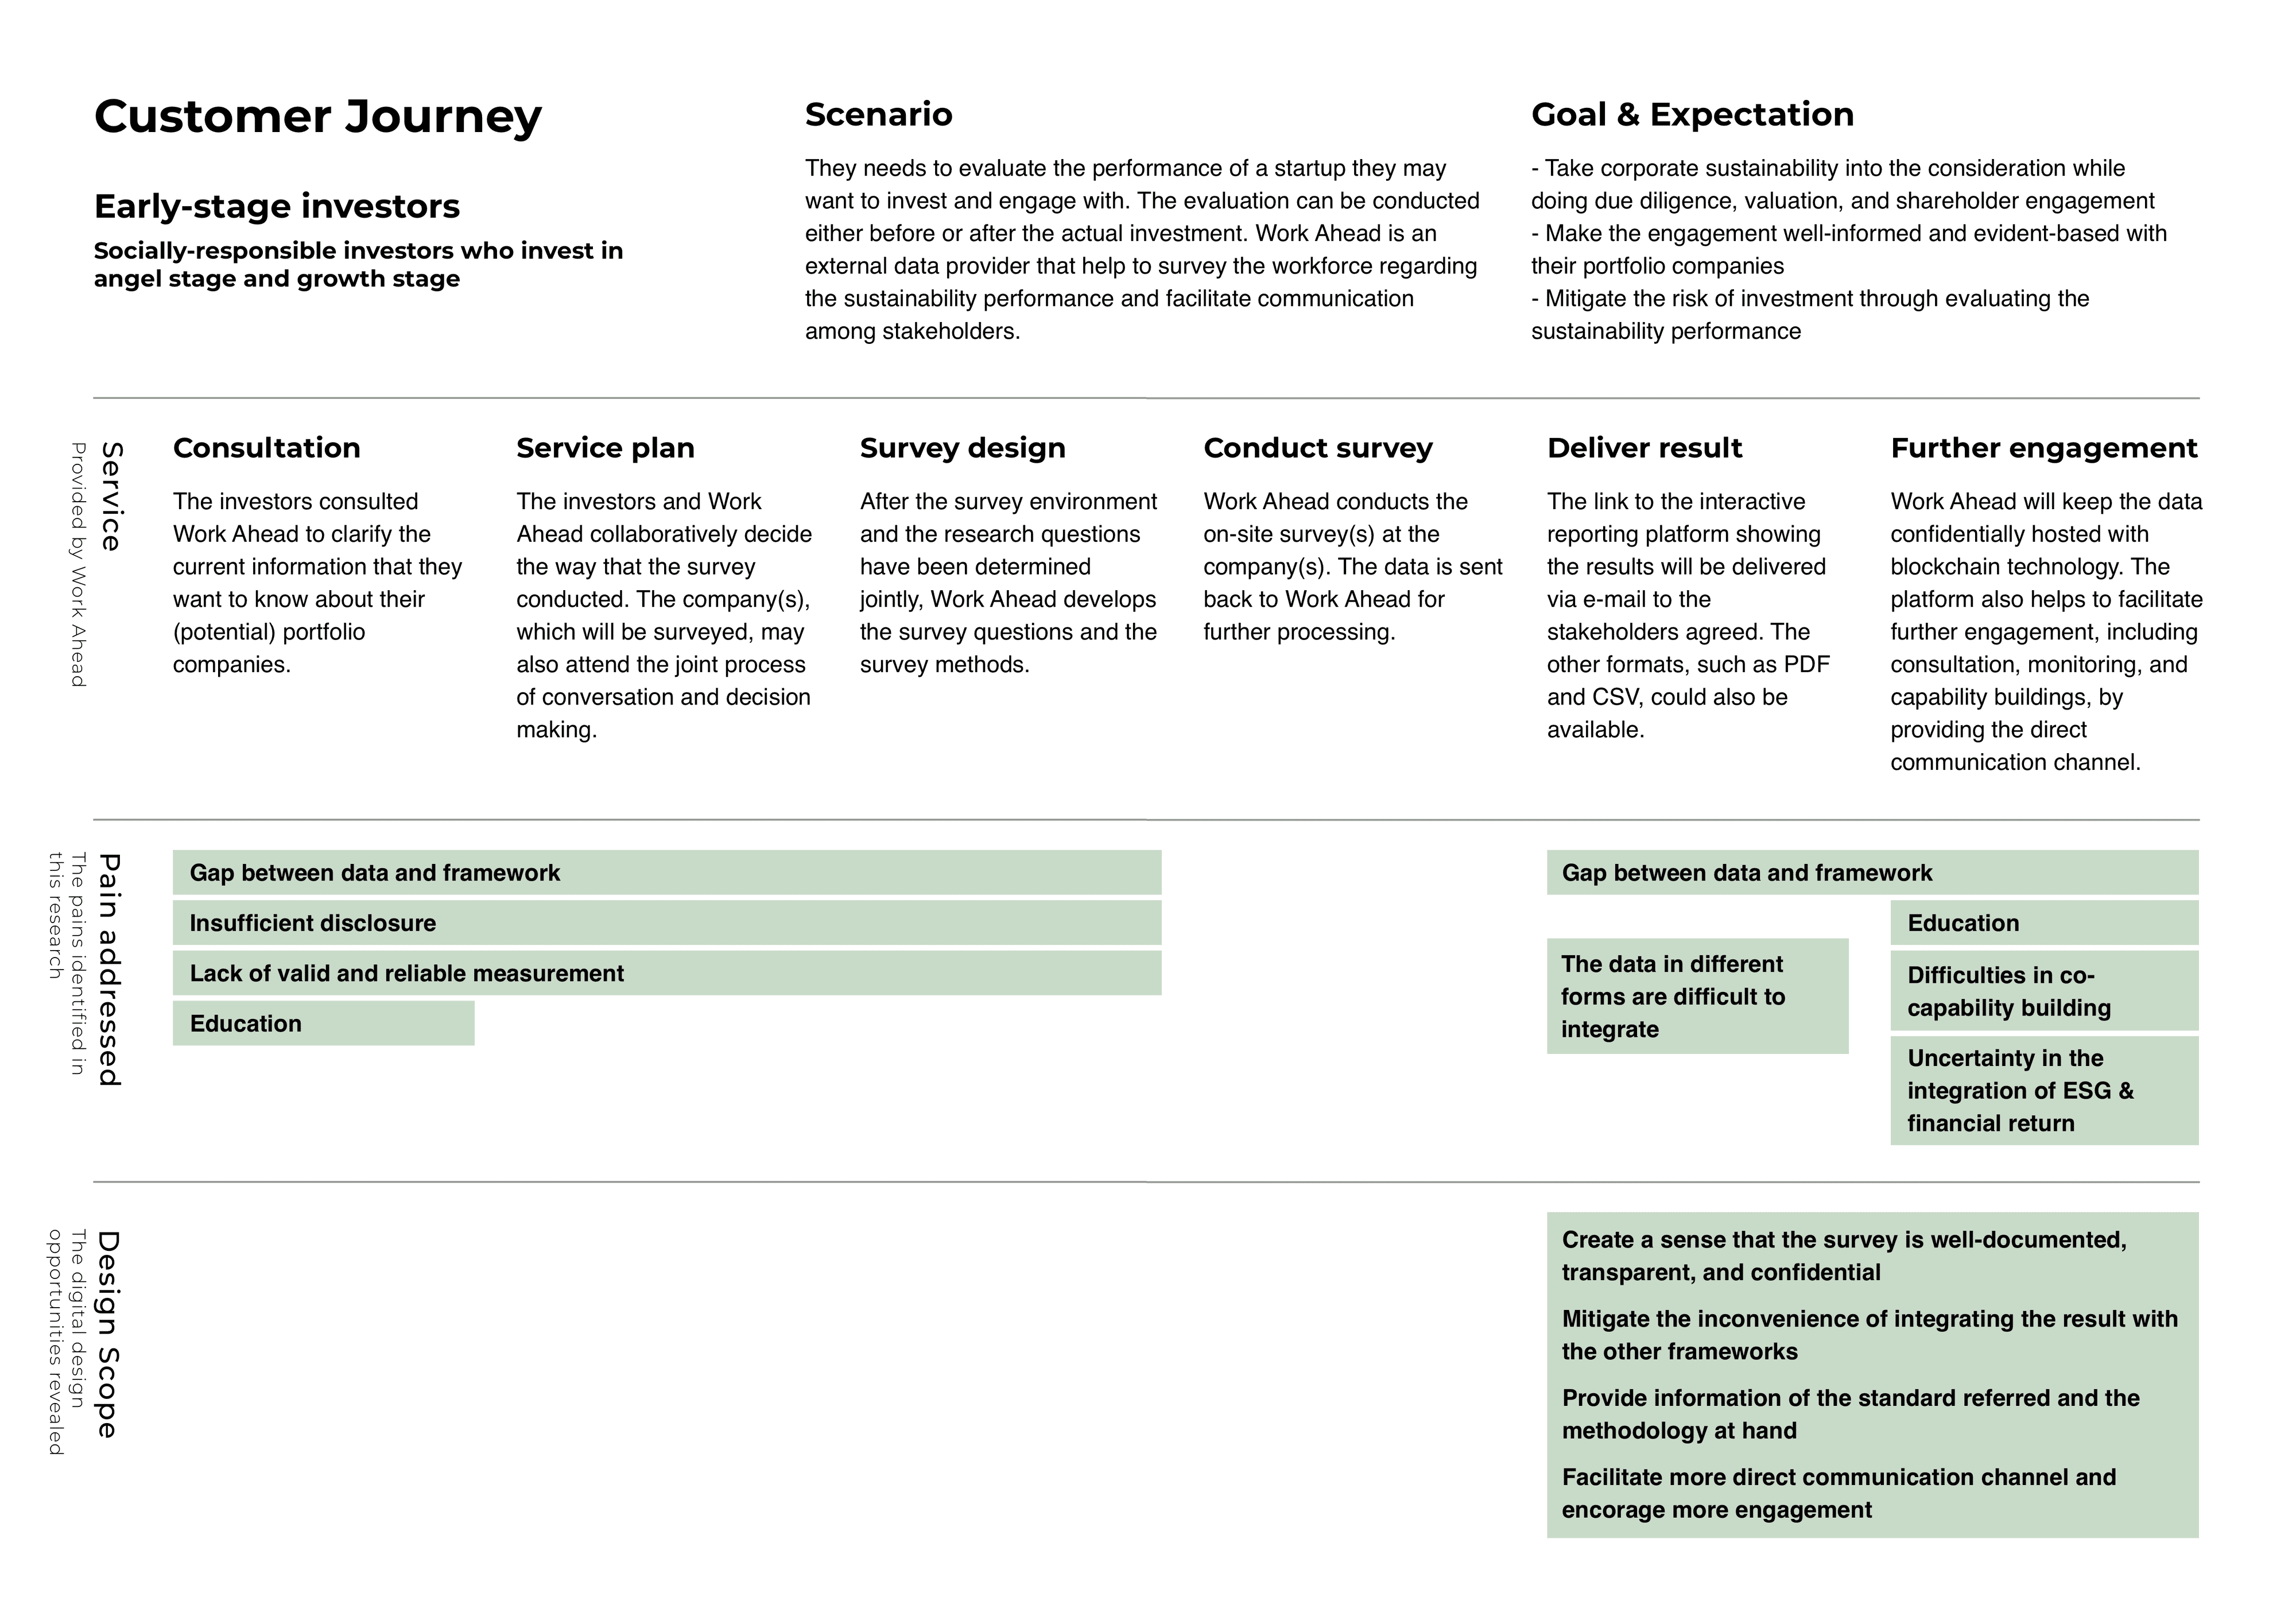 Customer Journey
Early-stage investors
Socially-responsible investors who invest in
angel stage and growth stage
Scenario
They needs to evaluate the performance of a startup they may
want to invest and engage with. The evaluation can be conducted
either before or after the actual investment. Work Ahead is an
external data provider that help to survey the workforce regarding
the sustainability performance and facilitate communication
among stakeholders.
Goal & Expectation
- Take corporate sustainability into the consideration while
doing due diligence, valuation, and shareholder engagement
- Make the engagement well-informed and evident-based with
their portfolio companies
- Mitigate the risk of investment through evaluating the
sustainability performance
Service
Provided by Work Ahead
Consultation
The investors consulted
Work Ahead to clarify the
current information that they
want to know about their
(potential) portfolio
companies.
Service plan
The investors and Work
Ahead collaboratively decide
the way that the survey
conducted. The company(s),
which will be surveyed, may
also attend the joint process
of conversation and decision
making.
Survey design
After the survey environment
and the research questions
have been determined
jointly, Work Ahead develops
the survey questions and the
survey methods.
Conduct survey
Work Ahead conducts the
on-site survey(s) at the
company(s). The data is sent
back to Work Ahead for
further processing.
Deliver result
The link to the interactive
reporting platform showing
the results will be delivered
via e-mail to the
stakeholders agreed. The
other formats, such as PDF
and CSV, could also be
available.
Further engagement
Work Ahead will keep the data
confidentially hosted with
blockchain technology. The
platform also helps to facilitate
further engagement, including
consultation, monitoring, and
capability buildings, by
providing the direct
communication channel.
Pain addressed
The pains identified in
this research
Gap between data and framework
Insufficient disclosure
Lack of valid and reliable measurement
Education
Gap between data and framework
The data in different
forms are difficult to
integrate
Education
Difficulties in co-
capability building
Uncertainty in the
integration of ESG &
financial return
Design Scope
The digital design
opportunities revealed
Create a sense that the survey is well-documented,
transparent, and confidential
Mitigate the inconvenience of integrating the result with
the other frameworks
Provide information of the standard referred and the
methodology at hand
Facilitate more direct communication channel and
encorage more engagement